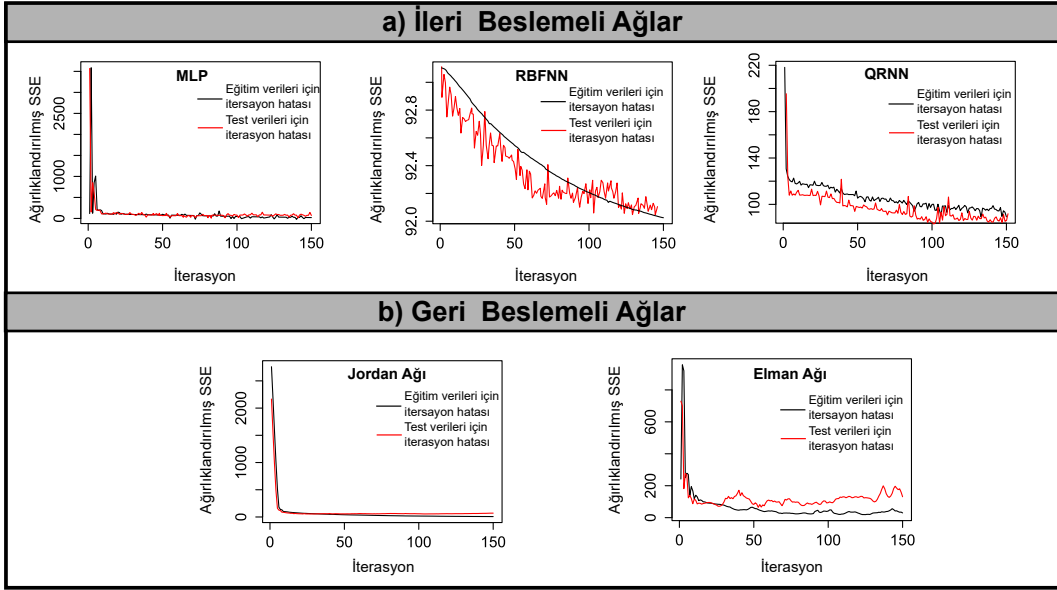 a) İleri Beslemeli Ağlar
Ağırlıklandırılmış SSE
0
1000
2500
MLP
Eğitim verileri için
itersayon hatası
Test verileri için
iterasyon hatası
0
50
100
150
İterasyon
Ağırlıklandırılmış SSE
92.0
92.4
92.8
RBFNN
Eğitim verileri için
itersayon hatası
Test verileri için
iterasyon hatası
0
50
100
150
İterasyon
Ağırlıklandırılmış SSE
100
140
180
220
QRNN
Eğitim verileri için
itersayon hatası
Test verileri için
iterasyon hatası
0
50
100
150
İterasyon
b) Geri Beslemeli Ağlar
Ağırlıklandırılmış SSE
0
1000
2000
Jordan Ağı
Eğitim verileri için
itersayon hatası
Test verileri için
iterasyon hatası
0
50
100
150
İterasyon
Ağırlıklandırılmış SSE
0
200
600
Elman Ağı
Eğitim verileri için
itersayon hatası
Test verileri için
iterasyon hatası
0
50
100
150
İterasyon